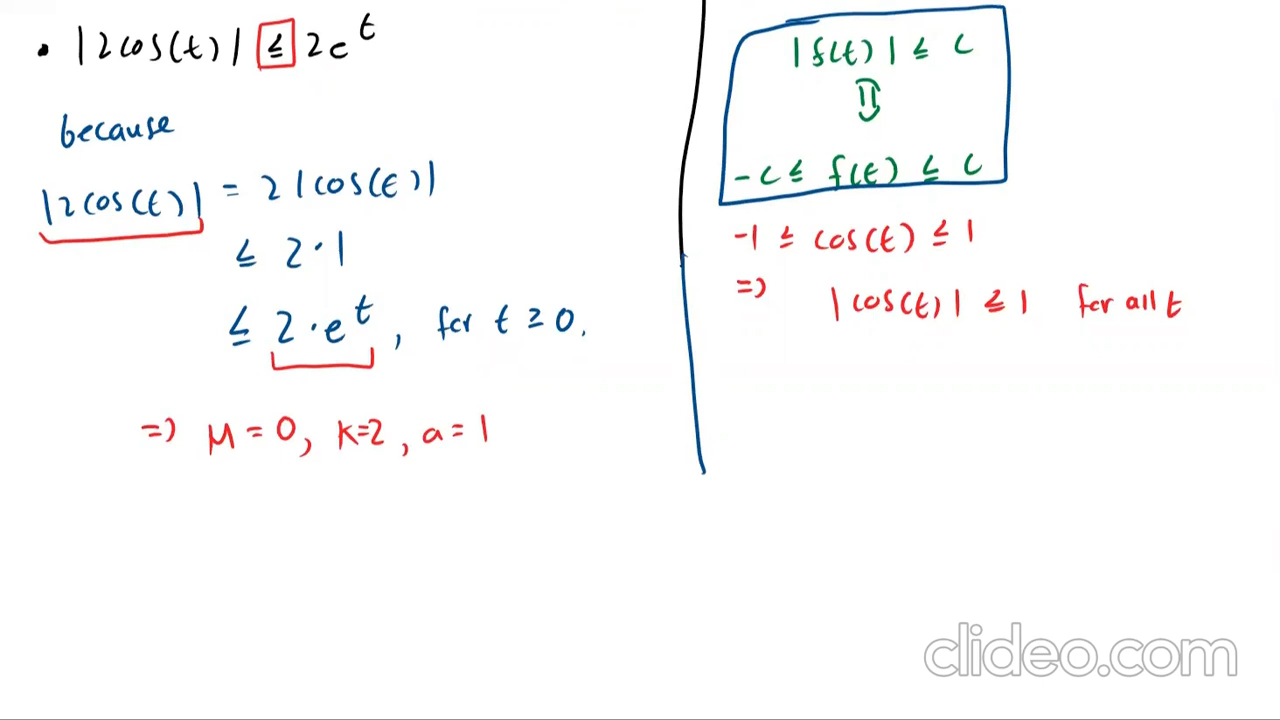 • |2cos(t)| ≤ 2e^t
because
|2cos(t)| = 2|cos(t)|
≤ 2·1
≤ 2·e^t, for t ≥ 0.
=> M=0, K=2, a=1
|f(t)| ≤ c
⇓
-c ≤ f(t) ≤ c
-1 ≤ cos(t) ≤ 1
=> |cos(t)| ≤ 1 for all t
clideo.com